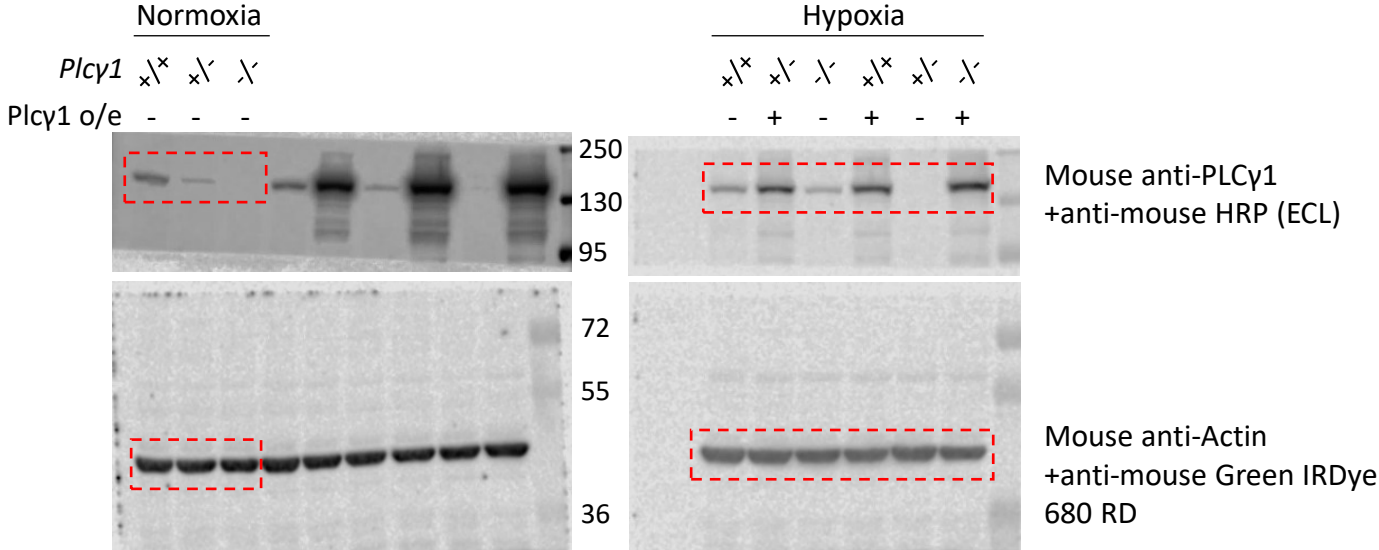 Normoxia
Hypoxia
Plcγ1 +/+ +/- -/- +/+ +/- -/- +/+ +/- -/-
Plcγ1 o/e - - - - + - + - +
250
130
95
72
55
36
Mouse anti-PLCγ1
+anti-mouse HRP (ECL)
Mouse anti-Actin
+anti-mouse Green IRDye
680 RD